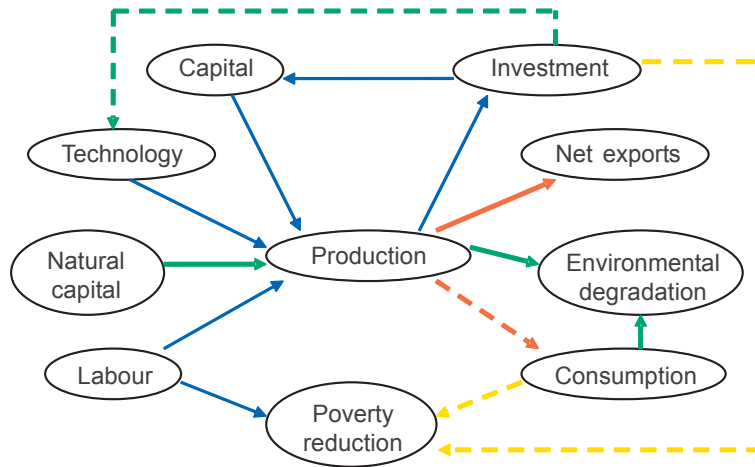 Capital
Investment
Technology
Net exports
Production
Natural
capital
Environmental
degradation
Labour
Consumption
Poverty
reduction